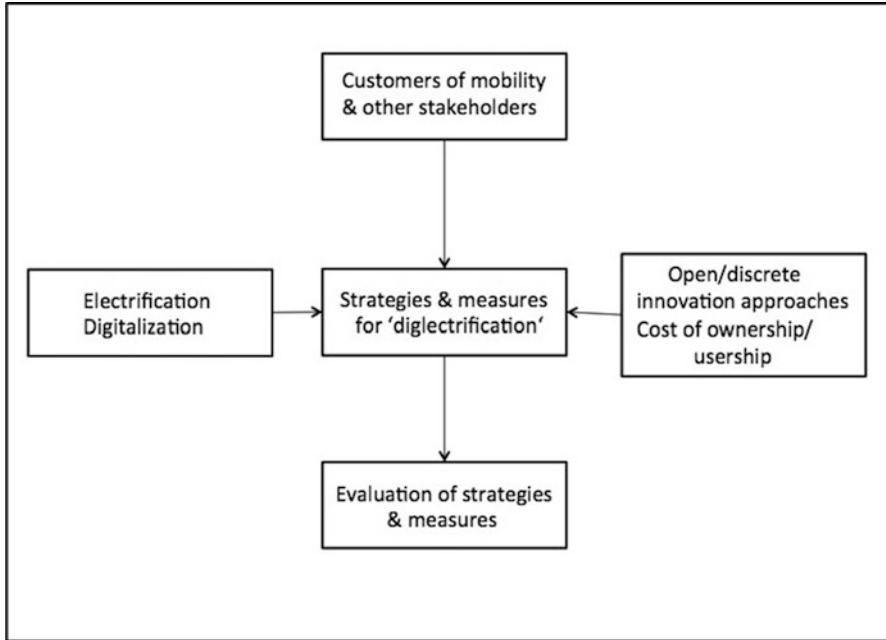 Customers of mobility
& other stakeholders
Electrification
Digitalization
Strategies & measures
for ‘diglectrification‘
Open/discrete
innovation approaches
Cost of ownership/
usership
Evaluation of strategies
& measures